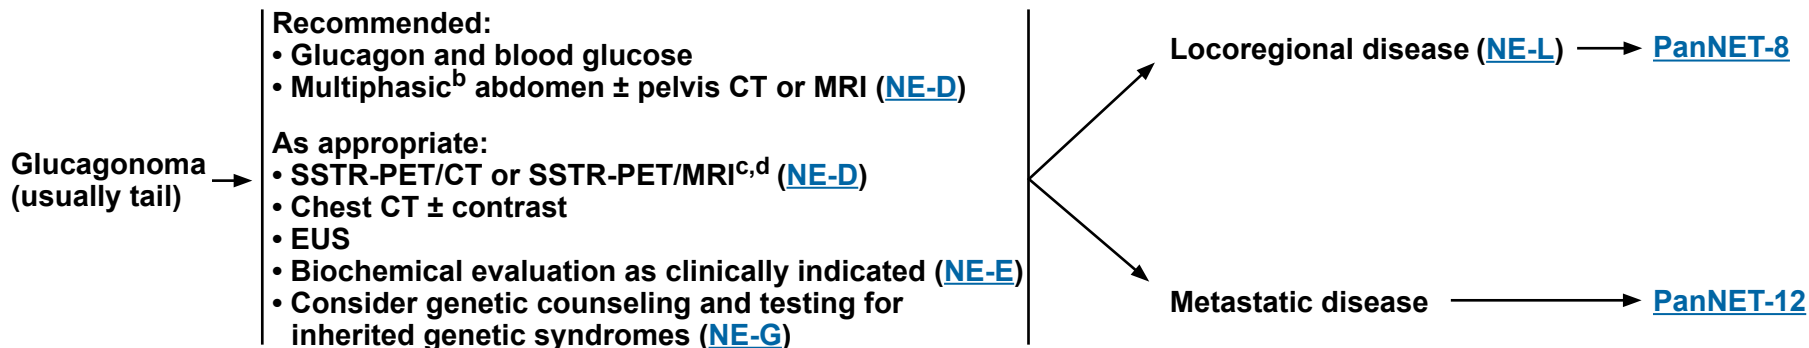 Glucagonoma
(usually tail)
Recommended:
• Glucagon and blood glucose
• Multiphasicᵇ abdomen ± pelvis CT or MRI (NE-D)
As appropriate:
• SSTR-PET/CT or SSTR-PET/MRIᶜ,ᵈ (NE-D)
• Chest CT ± contrast
• EUS
• Biochemical evaluation as clinically indicated (NE-E)
• Consider genetic counseling and testing for
inherited genetic syndromes (NE-G)
Locoregional disease (NE-L)
PanNET-8
Metastatic disease
PanNET-12